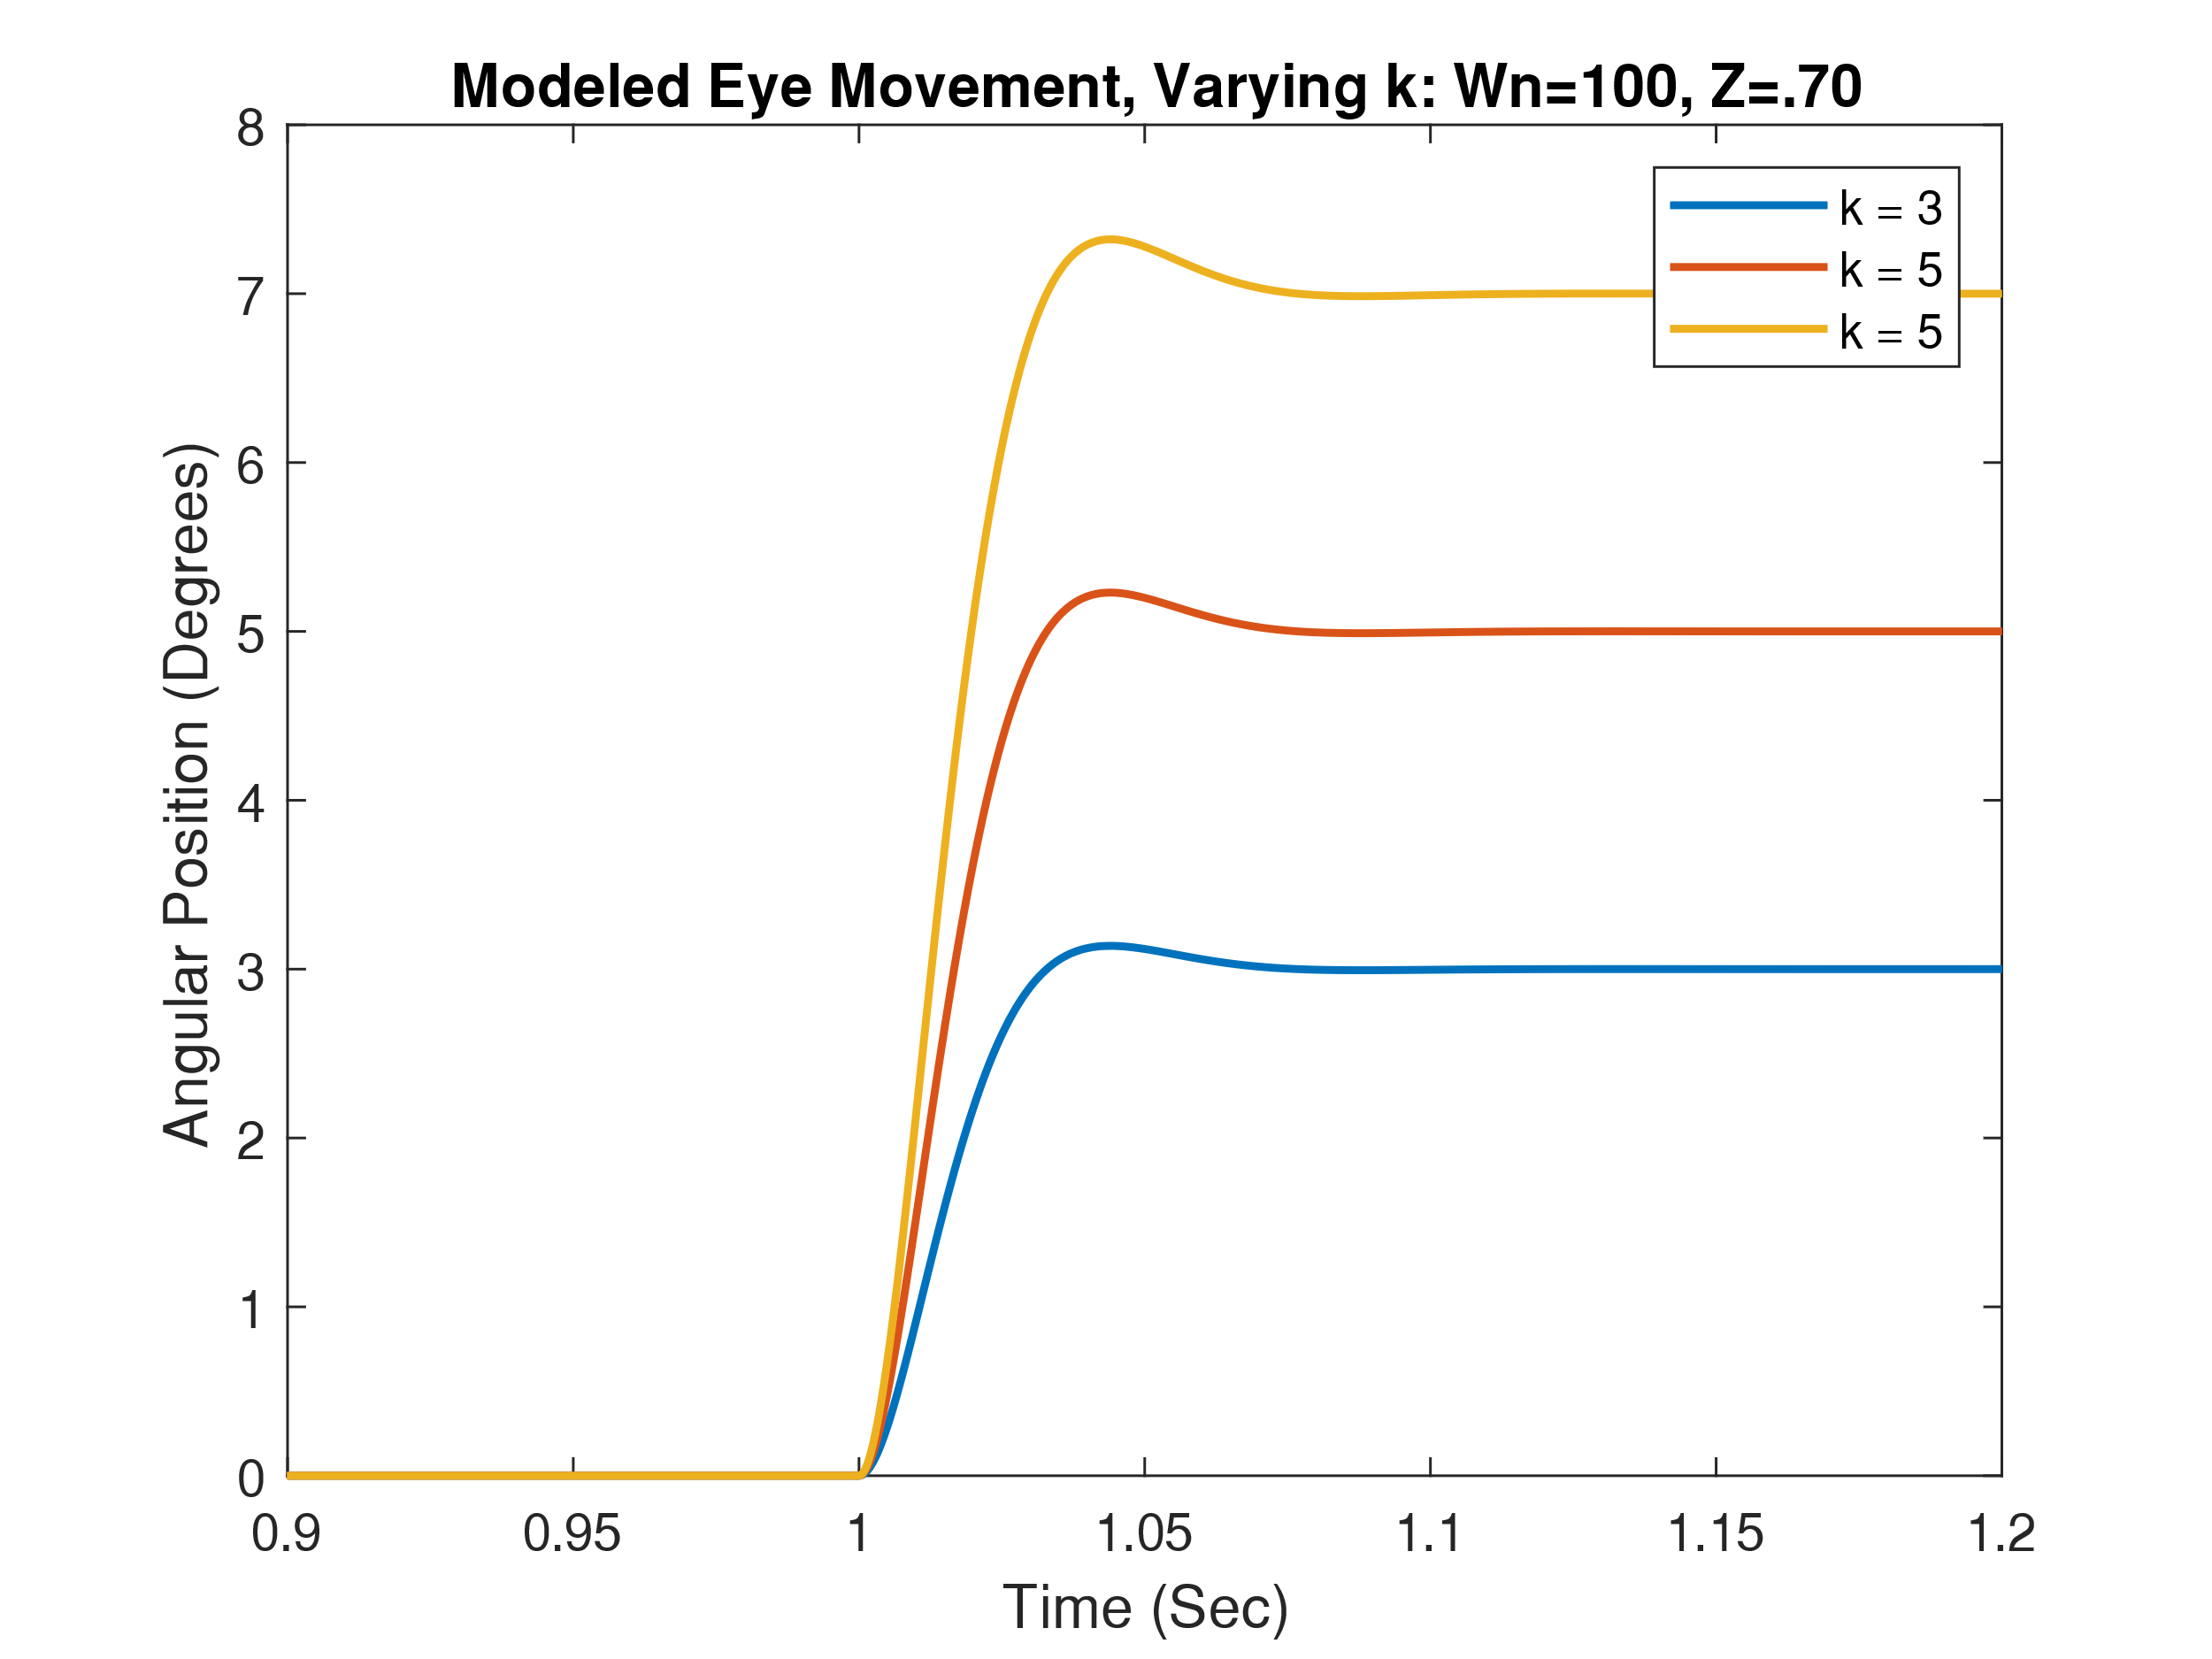 Modeled Eye Movement, Varying k: Wn=100, Z=.70
8
7
6
5
4
3
2
1
0
Angular Position (Degrees)
k = 3
k = 5
k = 5
0.9 0.95 1 1.05 1.1 1.15 1.2
Time (Sec)